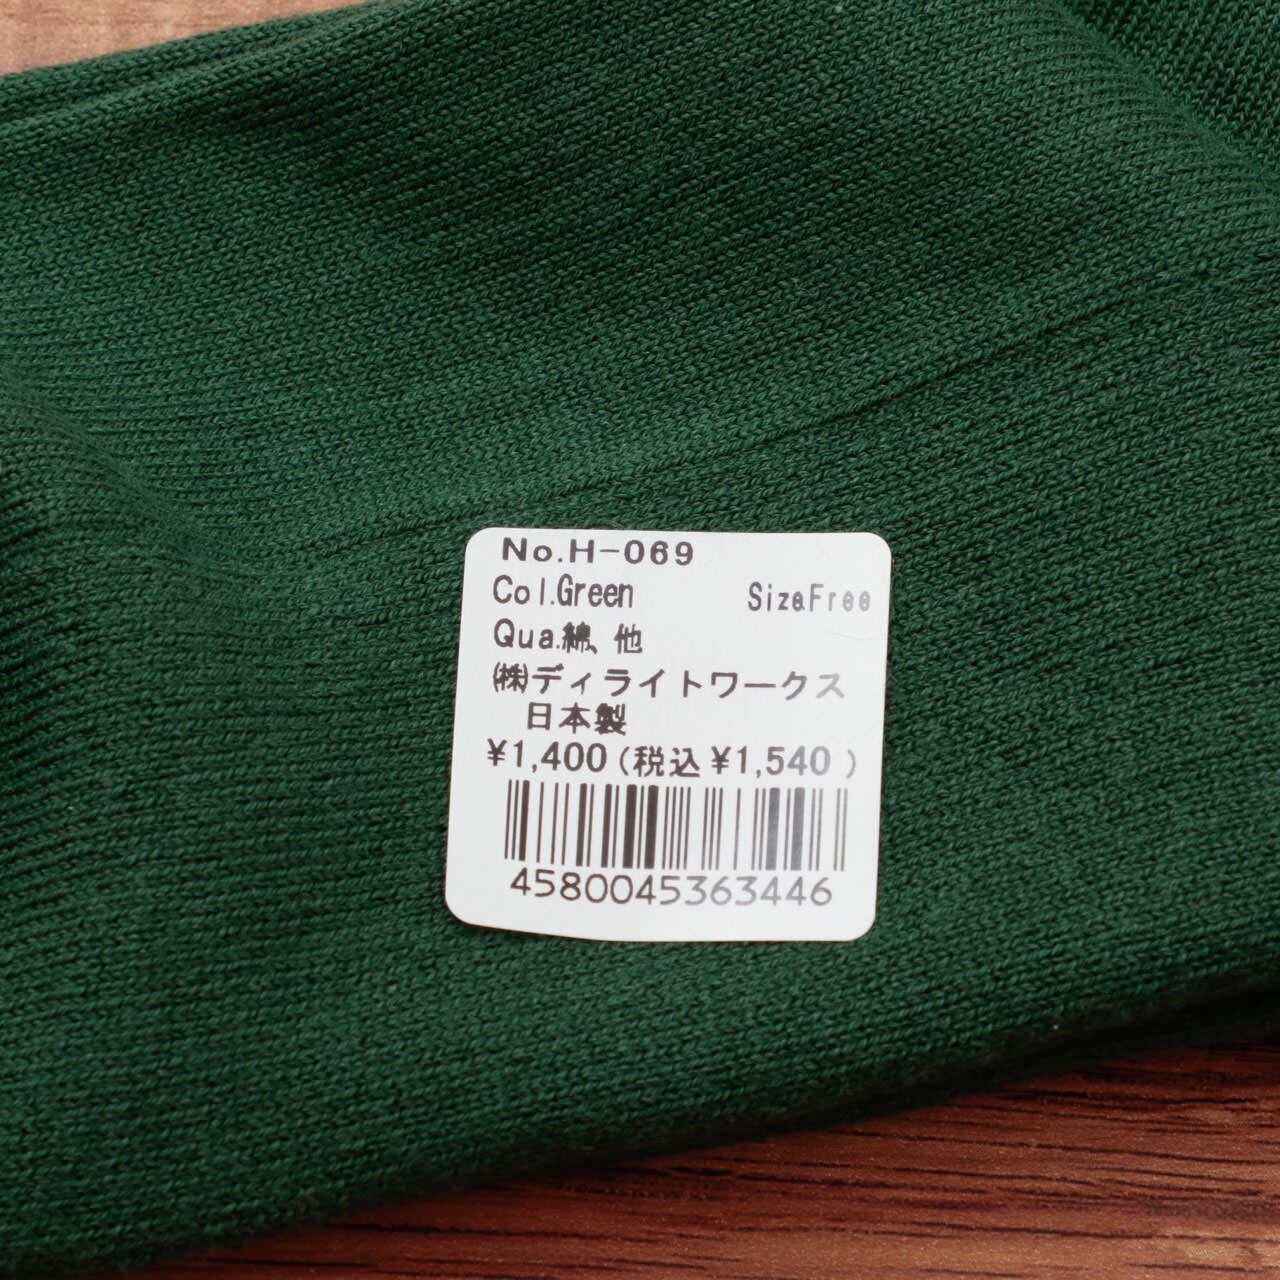 No.H-069
Col.Green SizeFree
Qua.綿、他
㈱ディライトワークス
日本製
¥1,400(税込¥1,540 )
4580045363446